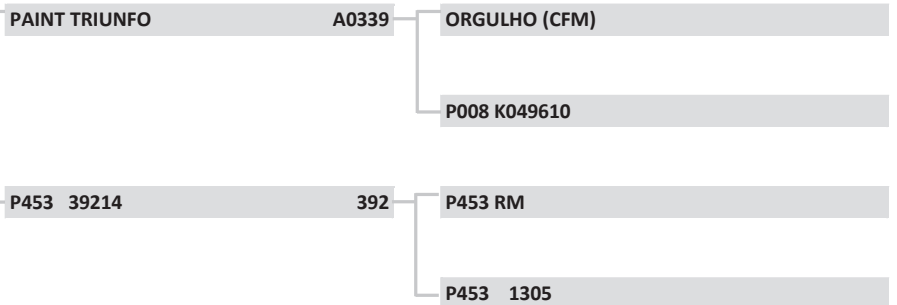 PAINT TRIUNFO A0339 ORGULHO (CFM)
P008 K049610
P453 39214 392 P453 RM
P453 1305